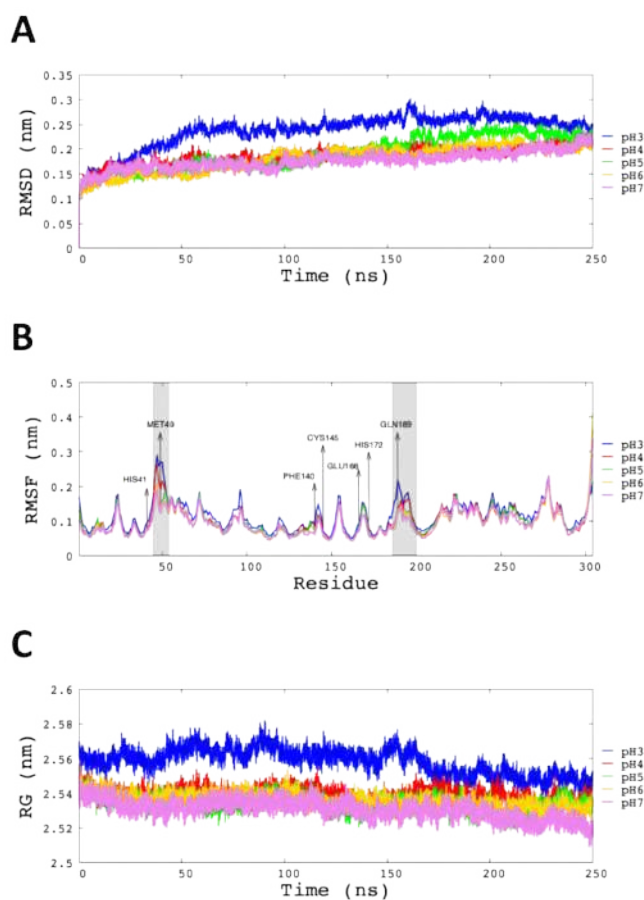 A
RMSD (nm)
0.35
0.3
0.25
0.2
0.15
0.1
0.05
0
0 50 100 150 200 250
Time (ns)
pH3
pH4
pH5
pH6
pH7
B
RMSF (nm)
0.5
0.4
0.3
0.2
0.1
0
HIS41
MET49
PHE140
CYS145
GLU166
HIS172
GLN189
50 100 150 200 250 300
Residue
pH3
pH4
pH5
pH6
pH7
C
RG (nm)
2.6
2.58
2.56
2.54
2.52
2.5
0 50 100 150 200 250
Time (ns)
pH3
pH4
pH5
pH6
pH7